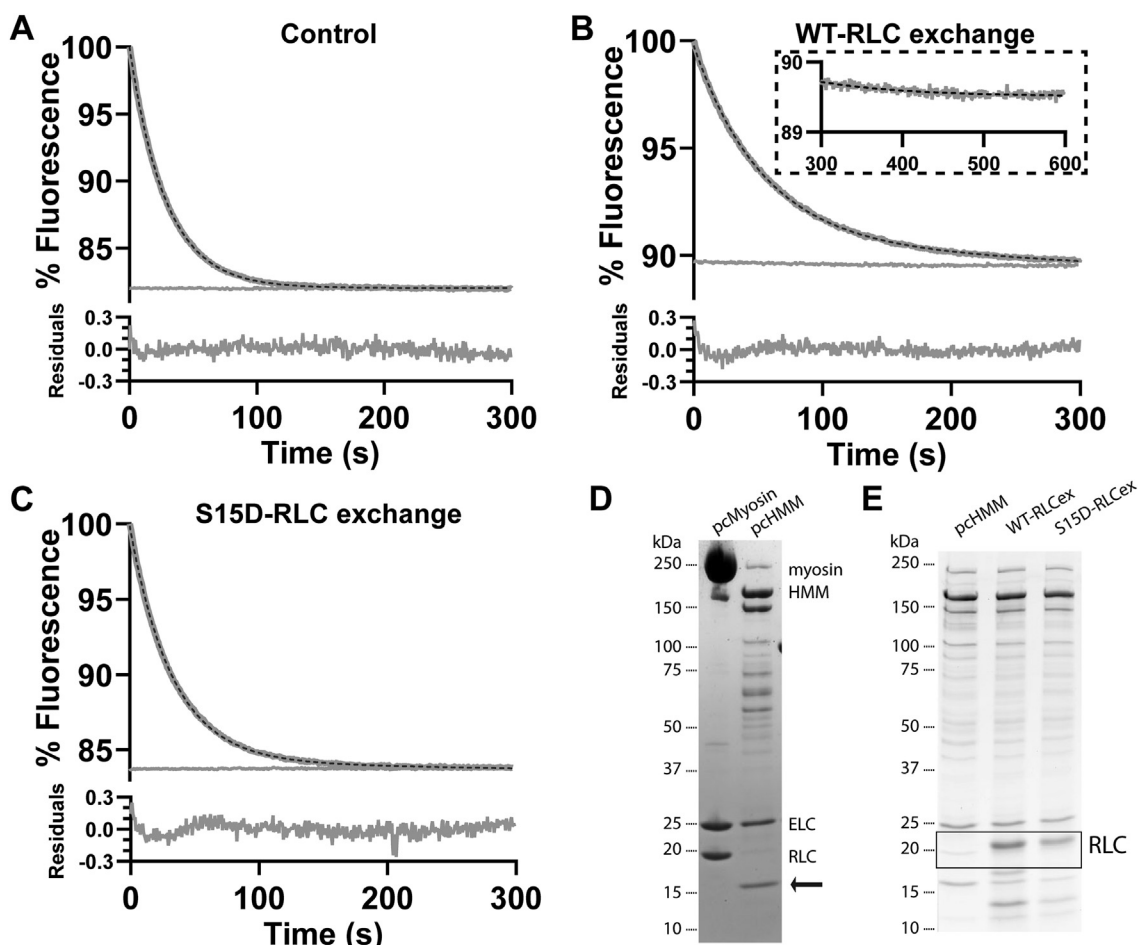 A
Control
% Fluorescence
100
95
90
85
Residuals
0.3
0.0
-0.3
0 100 200 300
Time (s)
B
WT-RLC exchange
% Fluorescence
100
95
90
90
89
300 400 500 600
Residuals
0.3
0.0
-0.3
0 100 200 300
Time (s)
C
S15D-RLC exchange
% Fluorescence
100
95
90
85
Residuals
0.3
0.0
-0.3
0 100 200 300
Time (s)
D
pcMyosin
pcHMM
kDa
250
150
100
75
50
37
25
20
15
10
myosin
HMM
ELC
RLC
E
pcHMM
WT-RLCex
S15D-RLCex
kDa
250
150
100
75
50
37
25
20
15
10
RLC